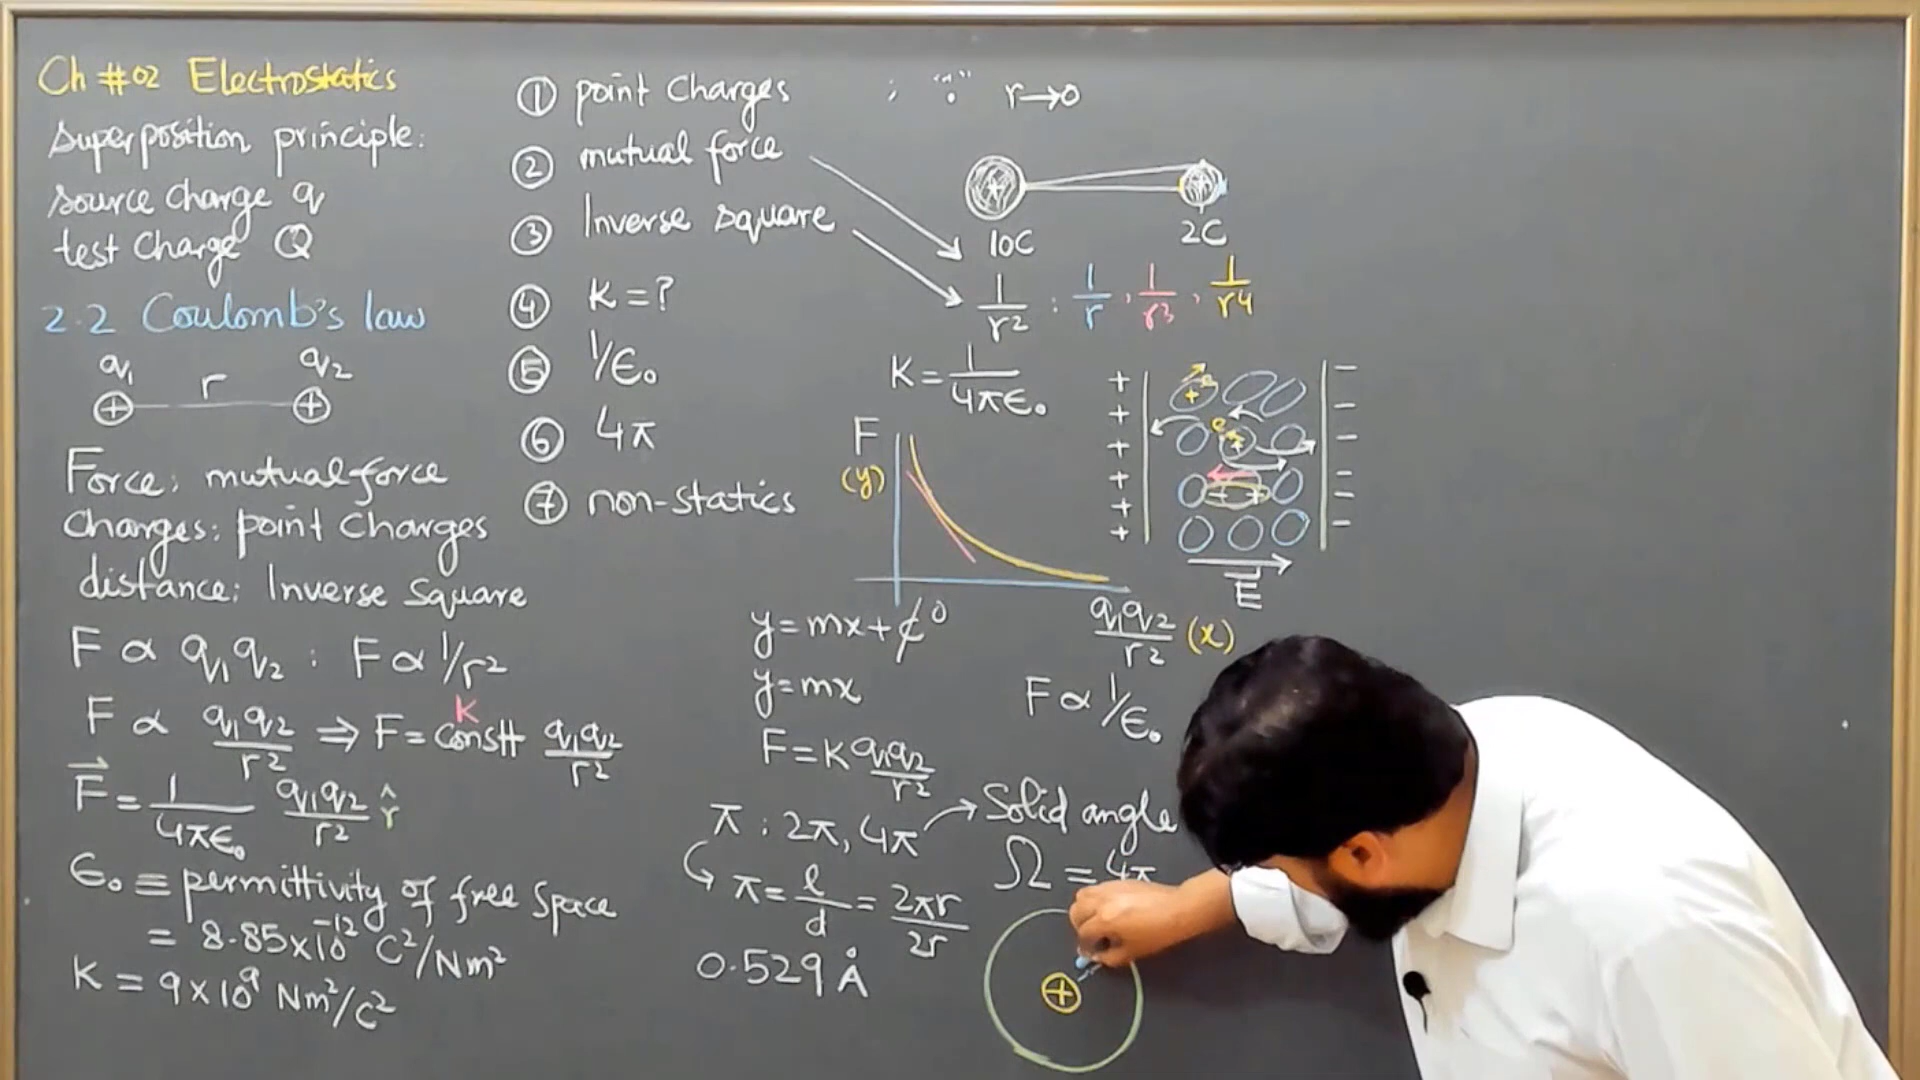 Ch #02 Electrostatics
superposition principle:
source charge q
test charge Q
2.2 Coulomb's law
q₁ q₂
r
+ +
Force: mutual force
Charges: point Charges
distance: Inverse Square
F ∝ q₁q₂ : F ∝ 1/r²
F ∝ q₁q₂/r² ⇒ F = constt q₁q₂/r²
K
F⃗ = 1/4πϵ₀ q₁q₂/r² r̂
ϵ₀ ≡ permittivity of free space
= 8.85×10⁻¹² C²/Nm²
K = 9×10⁹ Nm²/C²
① point Charges
② mutual force
③ Inverse square
④ K = ?
⑤ 1/ϵ₀
⑥ 4π
⑦ non-statics
r→0
10C 2C
1/r² : 1/r , 1/r3 , 1/r4
K = 1/4πϵ₀
F
(y)
q₁q₂/r² (x)
+ −
+ −
+ −
+ −
+ −
+ −
E⃗
y = mx + c 0
y = mx
F = K q₁q₂/r²
F ∝ 1/ϵ₀
π : 2π, 4π → Solid angle
π = l/d = 2πr/2r
Ω = 4π
0.529 Å
+